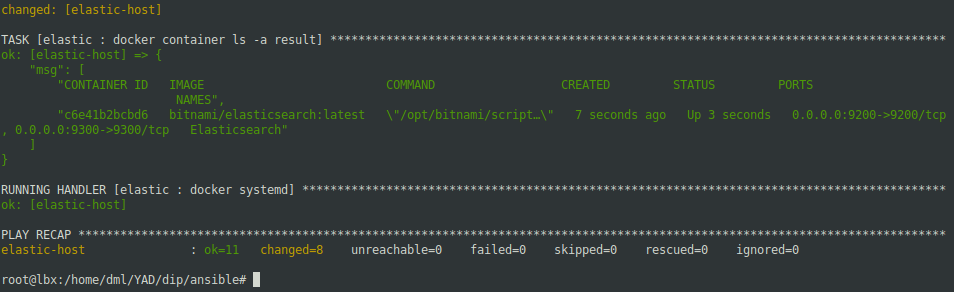 changed: [elastic-host]
TASK [elastic : docker container ls -a result] ****************************************************************************************
ok: [elastic-host] => {
    "msg": [
        "CONTAINER ID   IMAGE                          COMMAND                  CREATED         STATUS         PORTS
                         NAMES",
        "c6e41b2bcbd6   bitnami/elasticsearch:latest   \"/opt/bitnami/script…\"   7 seconds ago   Up 3 seconds   0.0.0.0:9200->9200/tcp
, 0.0.0.0:9300->9300/tcp   Elasticsearch"
    ]
}
RUNNING HANDLER [elastic : docker systemd] ********************************************************************************************
ok: [elastic-host]
PLAY RECAP ****************************************************************************************************************************
elastic-host               : ok=11   changed=8    unreachable=0    failed=0    skipped=0    rescued=0    ignored=0
root@lbx:/home/dml/YAD/dip/ansible#